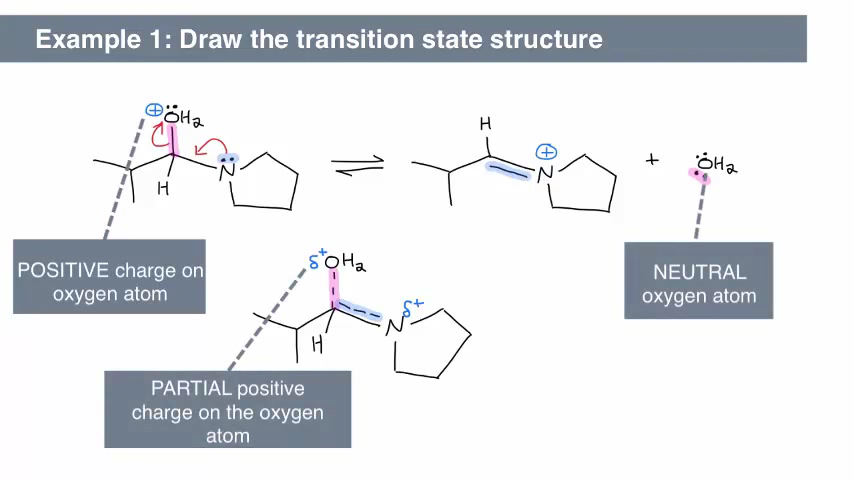 Example 1: Draw the transition state structure
⊕
ÖH₂
H
N
H
⊕
N
+
ÖH₂
POSITIVE charge on
oxygen atom
NEUTRAL
oxygen atom
δ⁺OH₂
δ⁺
N
H
PARTIAL positive
charge on the oxygen
atom